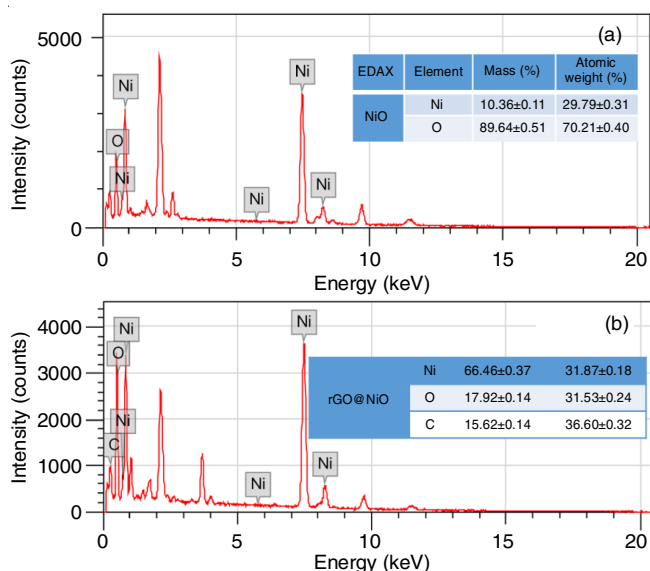 (a)
5000
Intensity (counts)
0
Ni
O
Ni
Ni
Ni
Ni
EDAX Element Mass (%) Atomic weight (%)
NiO
Ni 10.36±0.11 29.79±0.31
O 89.64±0.51 70.21±0.40
0 5 10 15 20
Energy (keV)
(b)
4000
3000
2000
1000
0
Intensity (counts)
Ni
O
Ni
C
Ni
Ni
Ni
rGO@NiO
Ni 66.46±0.37 31.87±0.18
O 17.92±0.14 31.53±0.24
C 15.62±0.14 36.60±0.32
0 5 10 15 20
Energy (keV)